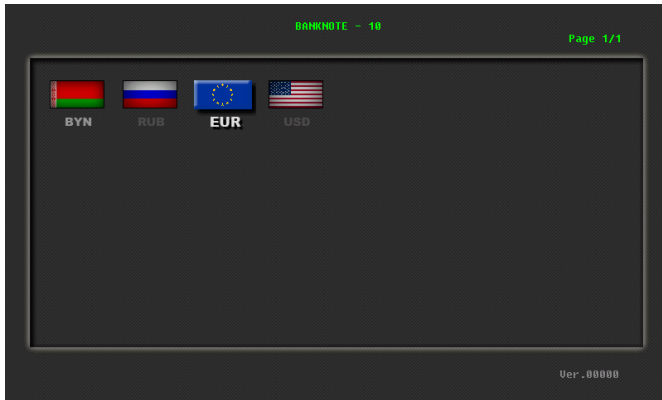 BANKNOTE - 10
Page 1/1
BYN RUB EUR USD
Ver.00000